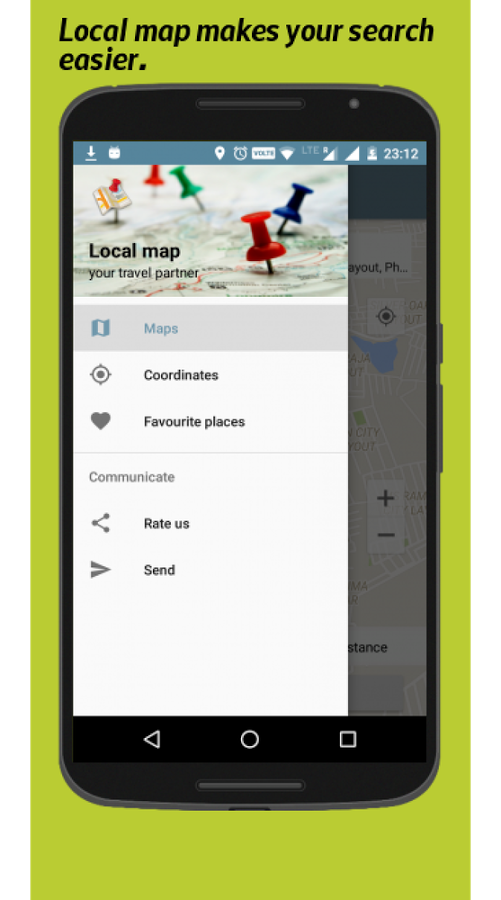 Local map makes your search
easier.
VOLTE LTE R 23:12
Local map
your travel partner
ayout, Ph...
Maps
Coordinates
CITY
Favourite places
Communicate
Rate us
Send
stance